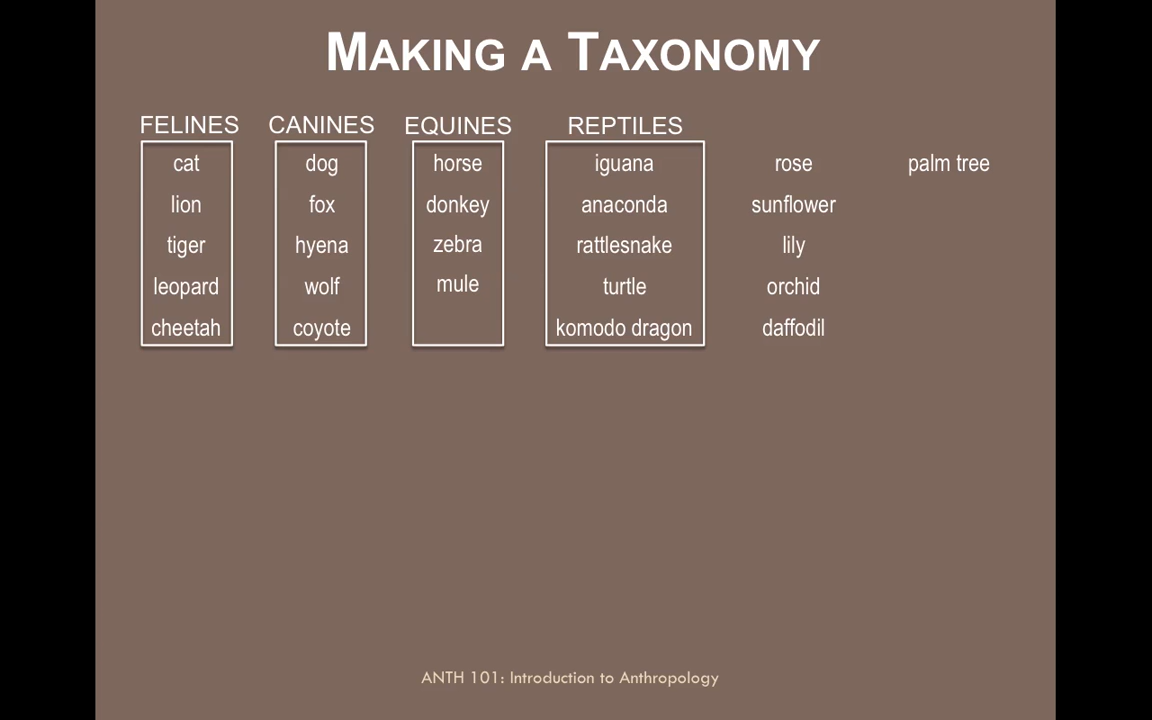 MAKING A TAXONOMY
FELINES CANINES EQUINES REPTILES
cat dog horse iguana rose palm tree
lion fox donkey anaconda sunflower
tiger hyena zebra rattlesnake lily
leopard wolf mule turtle orchid
cheetah coyote komodo dragon daffodil
ANTH 101: Introduction to Anthropology